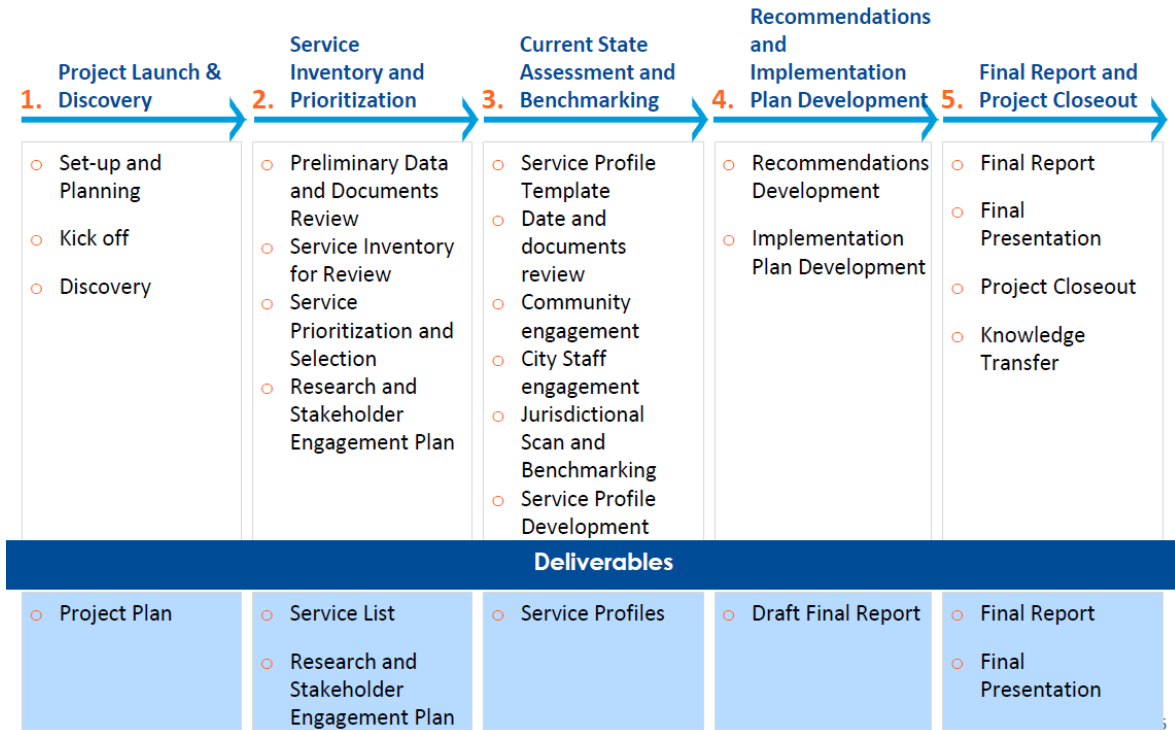 1. Project Launch &
Discovery
2. Service
Inventory and
Prioritization
3. Current State
Assessment and
Benchmarking
4. Recommendations
and
Implementation
Plan Development
5. Final Report and
Project Closeout
Set-up and
Planning
Kick off
Discovery
Preliminary Data
and Documents
Review
Service Inventory
for Review
Service
Prioritization and
Selection
Research and
Stakeholder
Engagement Plan
Service Profile
Template
Date and
documents
review
Community
engagement
City Staff
engagement
Jurisdictional
Scan and
Benchmarking
Service Profile
Development
Recommendations
Development
Implementation
Plan Development
Final Report
Final
Presentation
Project Closeout
Knowledge
Transfer
Deliverables
Project Plan
Service List
Research and
Stakeholder
Engagement Plan
Service Profiles
Draft Final Report
Final Report
Final
Presentation